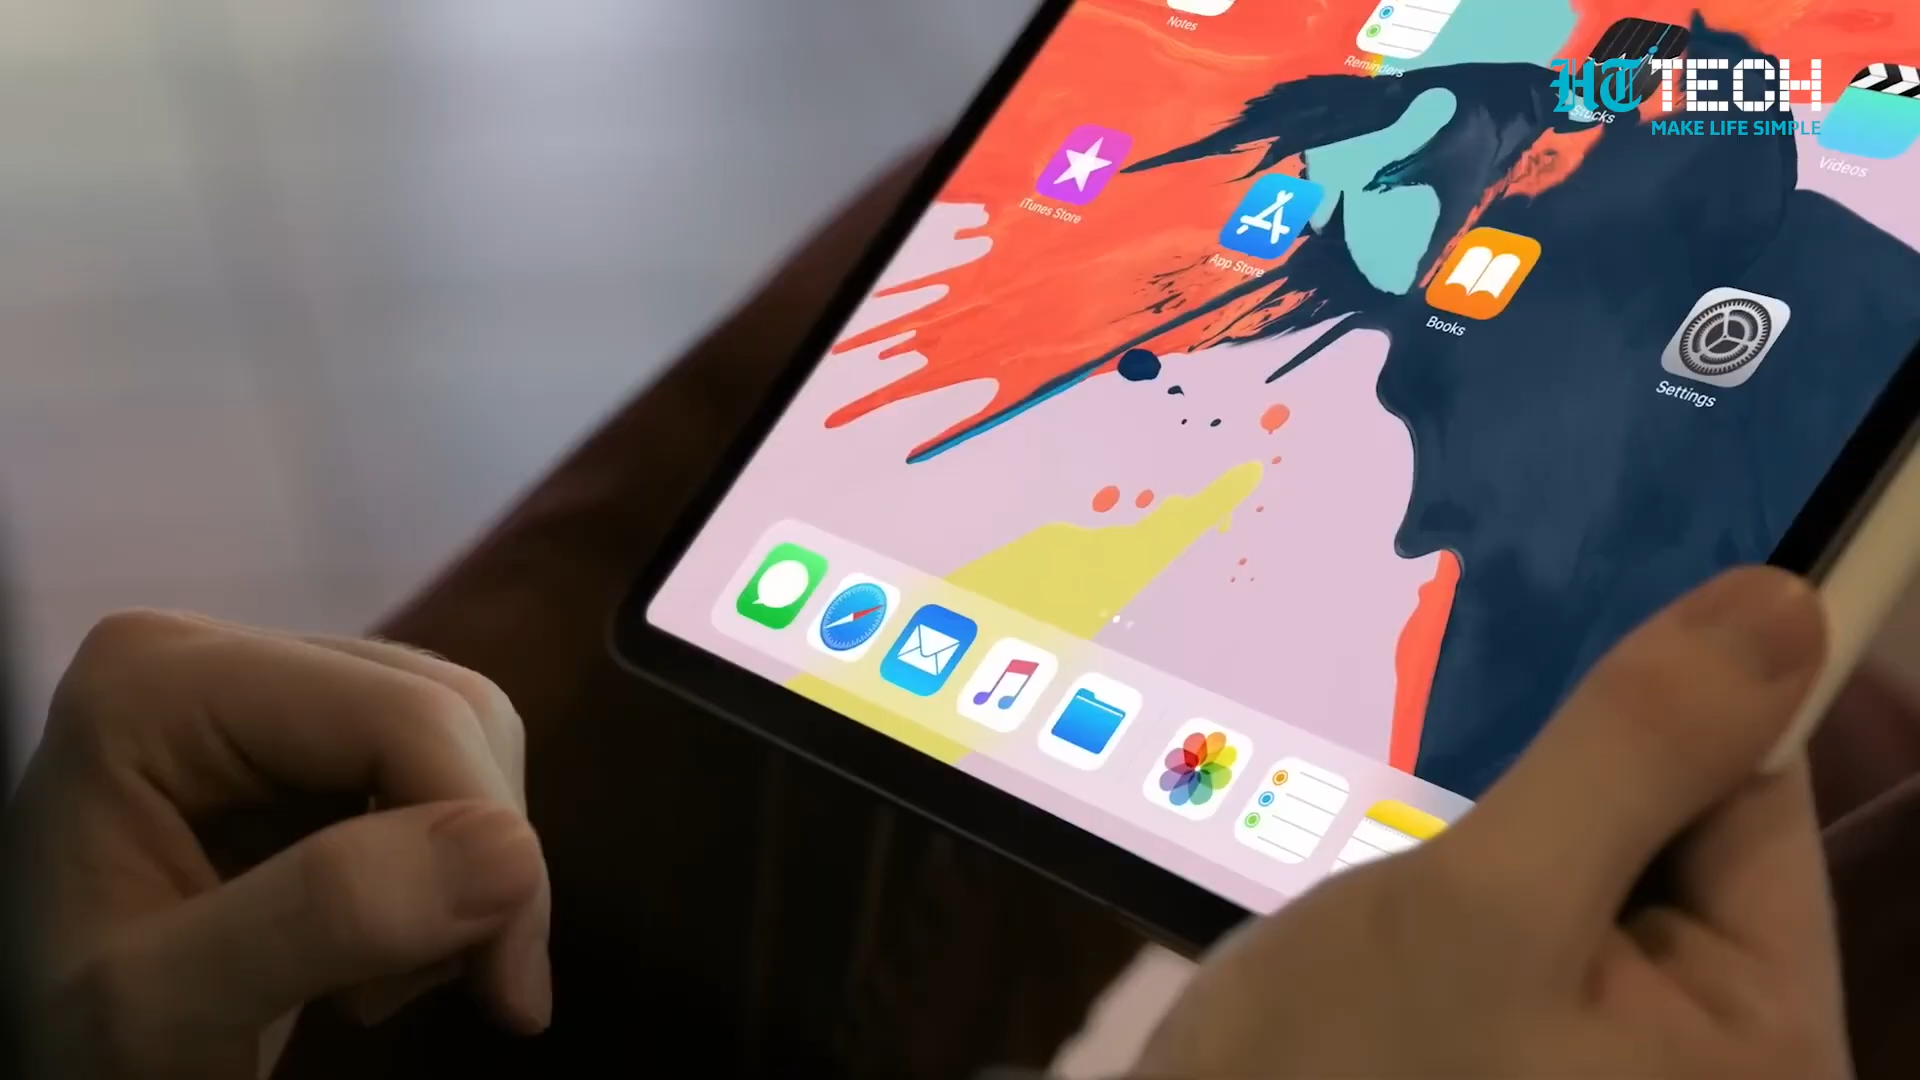 Notes
Reminders
Stocks
HT TECH
MAKE LIFE SIMPLE
Videos
iTunes Store
App Store
Books
Settings